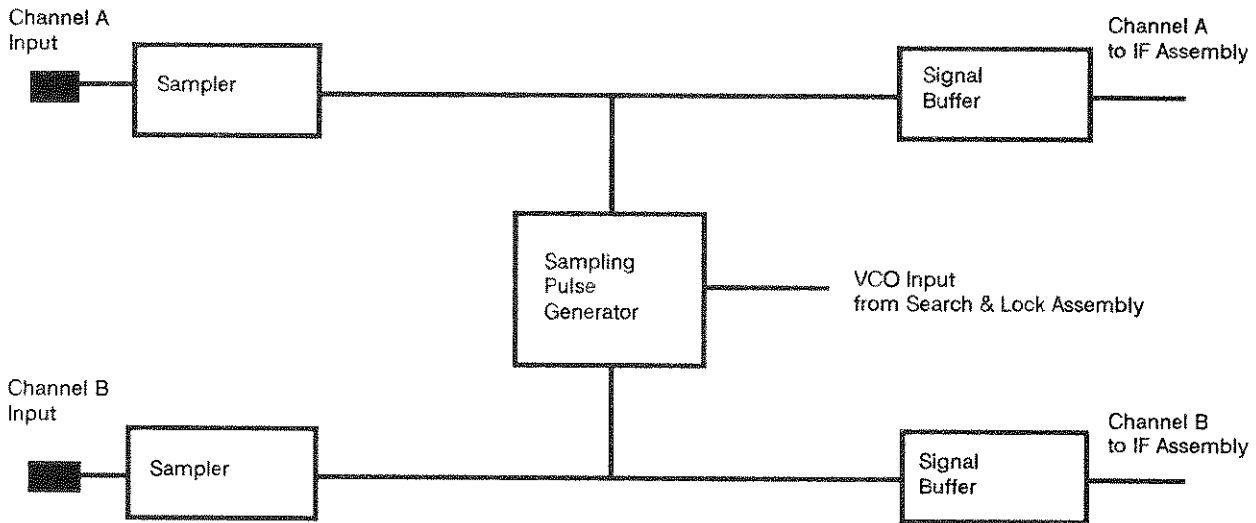 Channel A
Input
Sampler
Signal
Buffer
Channel A
to IF Assembly
Sampling
Pulse
Generator
VCO Input
from Search & Lock Assembly
Channel B
Input
Sampler
Signal
Buffer
Channel B
to IF Assembly